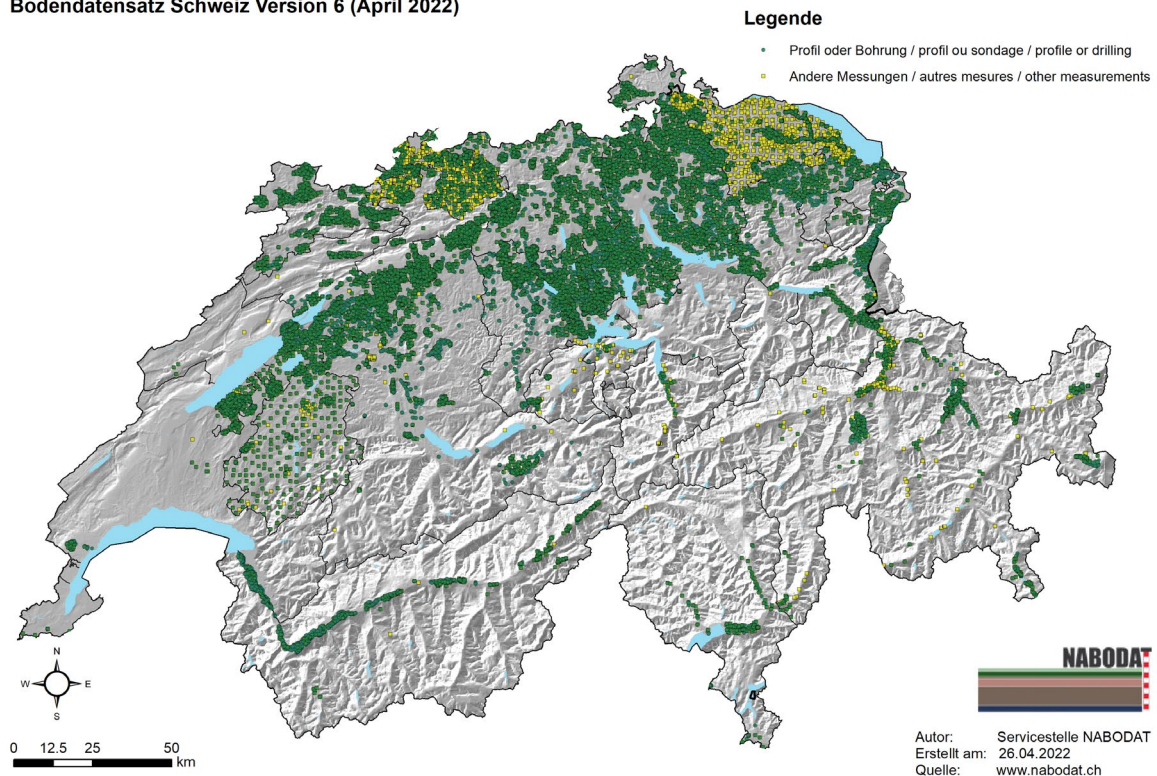 Bodendatensatz Schweiz Version 6 (April 2022)
Legende
Profil oder Bohrung / profil ou sondage / profile or drilling
Andere Messungen / autres mesures / other measurements
N
W E
S
0 12.5 25 50
km
NABODAT
Autor: Servicestelle NABODAT
Erstellt am: 26.04.2022
Quelle: www.nabodat.ch